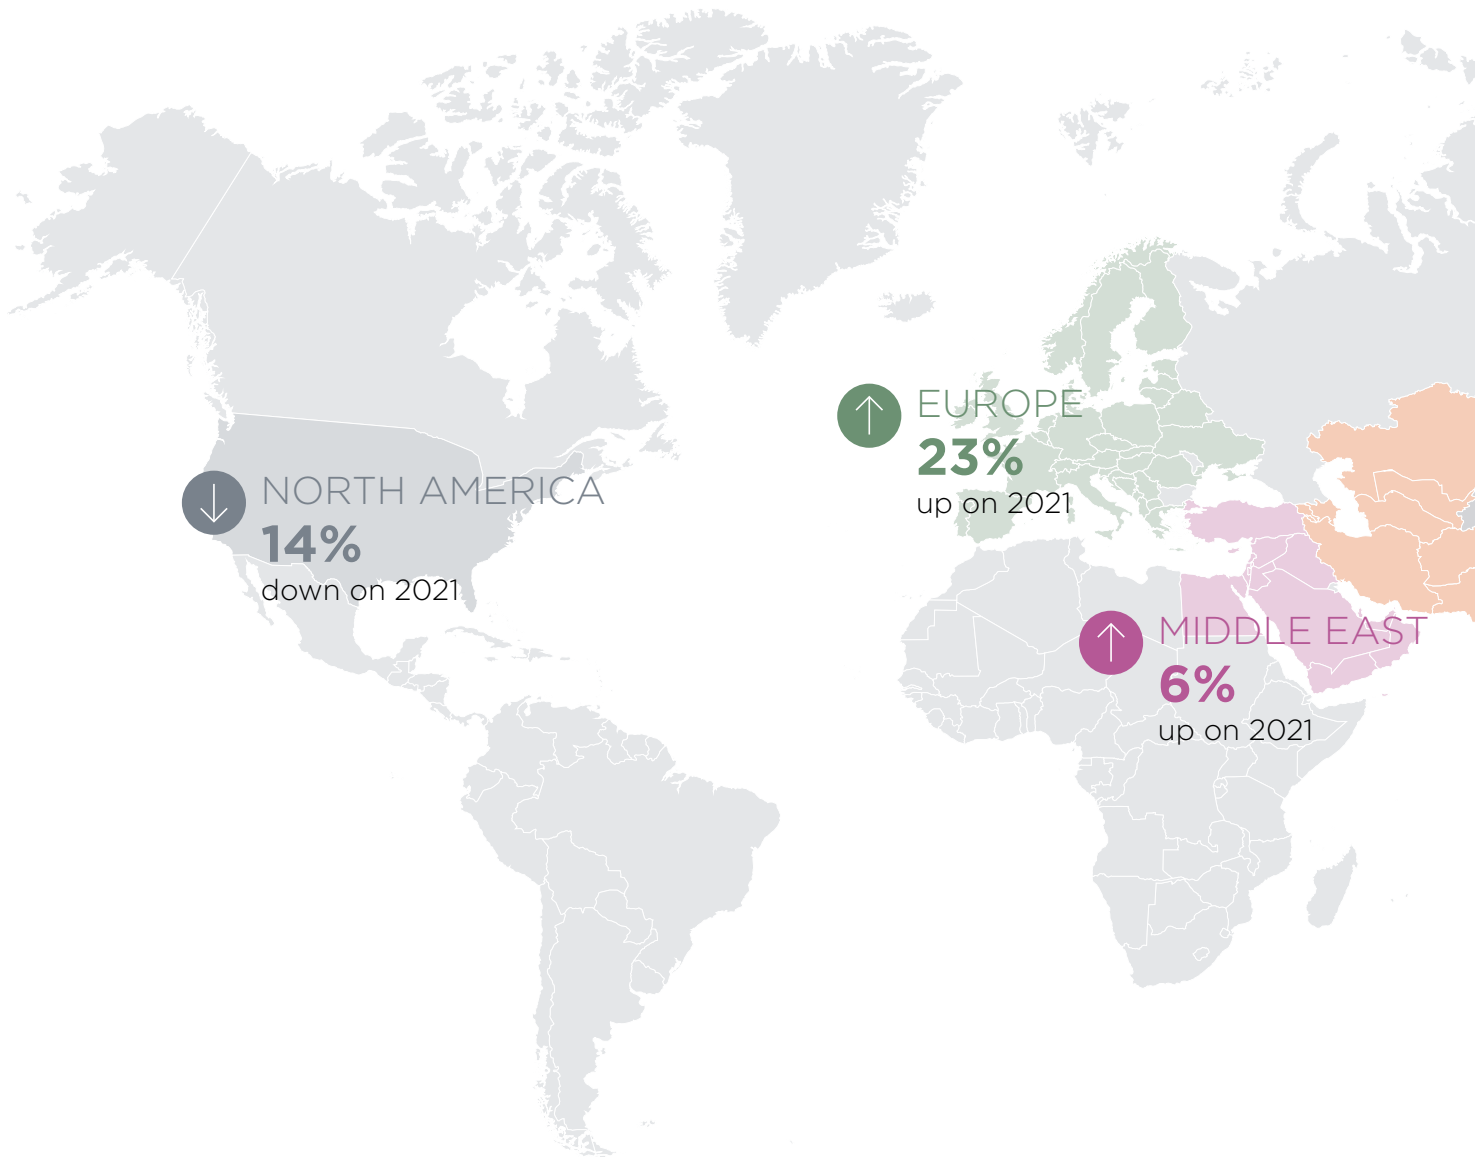 EUROPE
23%
up on 2021
NORTH AMERICA
14%
down on 2021
MIDDLE EAST
6%
up on 2021